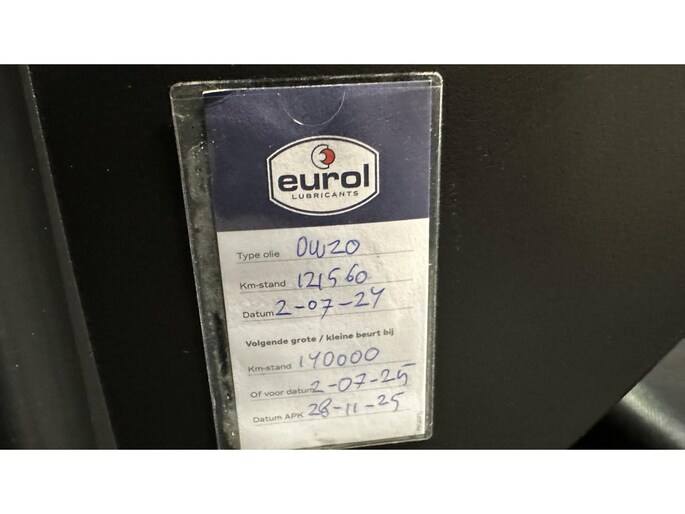 eurol
LUBRICANTS
Type olie 0W20
Km-stand 121560
Datum 2-07-24
Volgende grote / kleine beurt bij
Km-stand 140000
Of voor datum 2-07-25
Datum APK 28-11-25